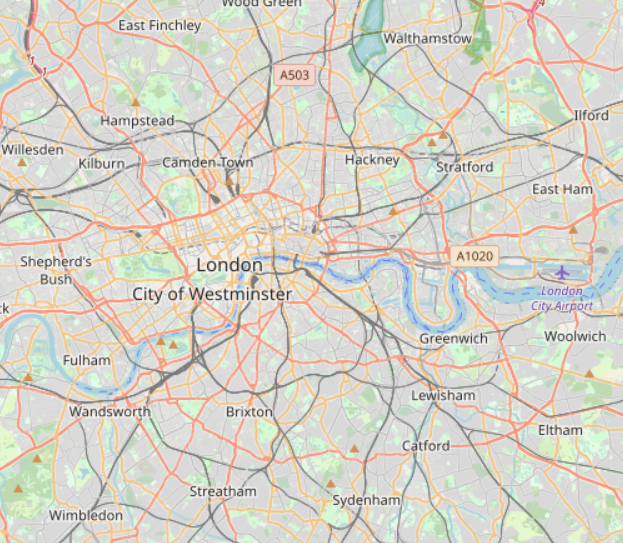 Wood Green
East Finchley
Walthamstow
A503
Hampstead
Ilford
Willesden
Kilburn
Camden Town
Hackney
Stratford
East Ham
A1020
Shepherd's
Bush
London
City of Westminster
London
City Airport
Fulham
Greenwich
Woolwich
Wandsworth
Brixton
Lewisham
Eltham
Catford
Streatham
Sydenham
Wimbledon